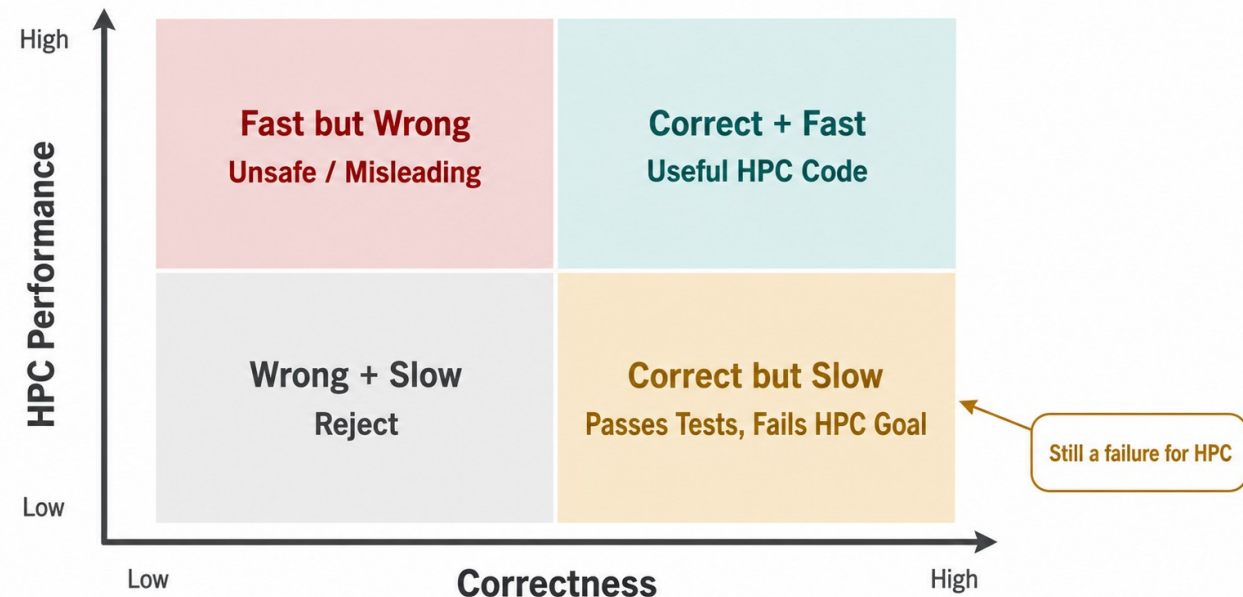 High
HPC Performance
Low
Fast but Wrong
Unsafe / Misleading
Correct + Fast
Useful HPC Code
Wrong + Slow
Reject
Correct but Slow
Passes Tests, Fails HPC Goal
Still a failure for HPC
Low
Correctness
High